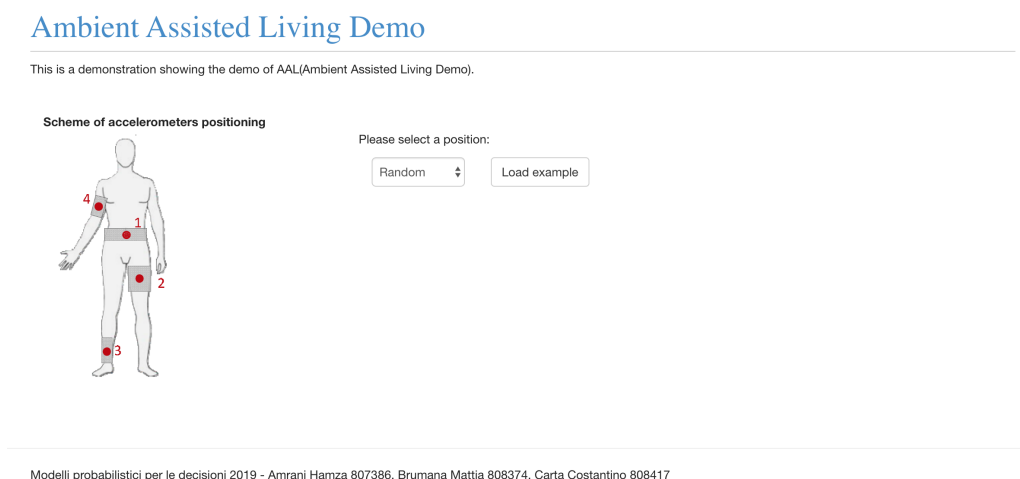 Ambient Assisted Living Demo
This is a demonstration showing the demo of AAL(Ambient Assisted Living Demo).
Scheme of accelerometers positioning
4
1
2
3
Please select a position:
Random
Load example
Modelli probabilistici per le decisioni 2019 - Amrani Hamza 807386, Brumana Mattia 808374, Carta Costantino 808417